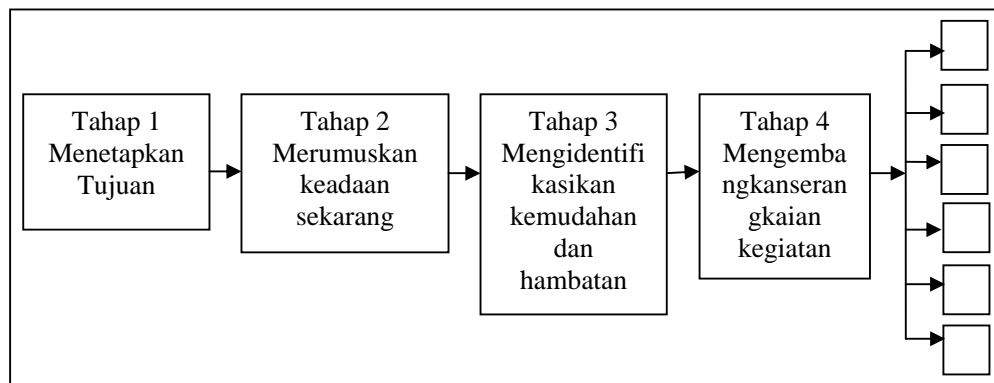 Tahap 1
Menetapkan
Tujuan
Tahap 2
Merumuskan
keadaan
sekarang
Tahap 3
Mengidentifi
kasikan
kemudahan
dan
hambatan
Tahap 4
Mengemba
ngkanseran
gkaian
kegiatan